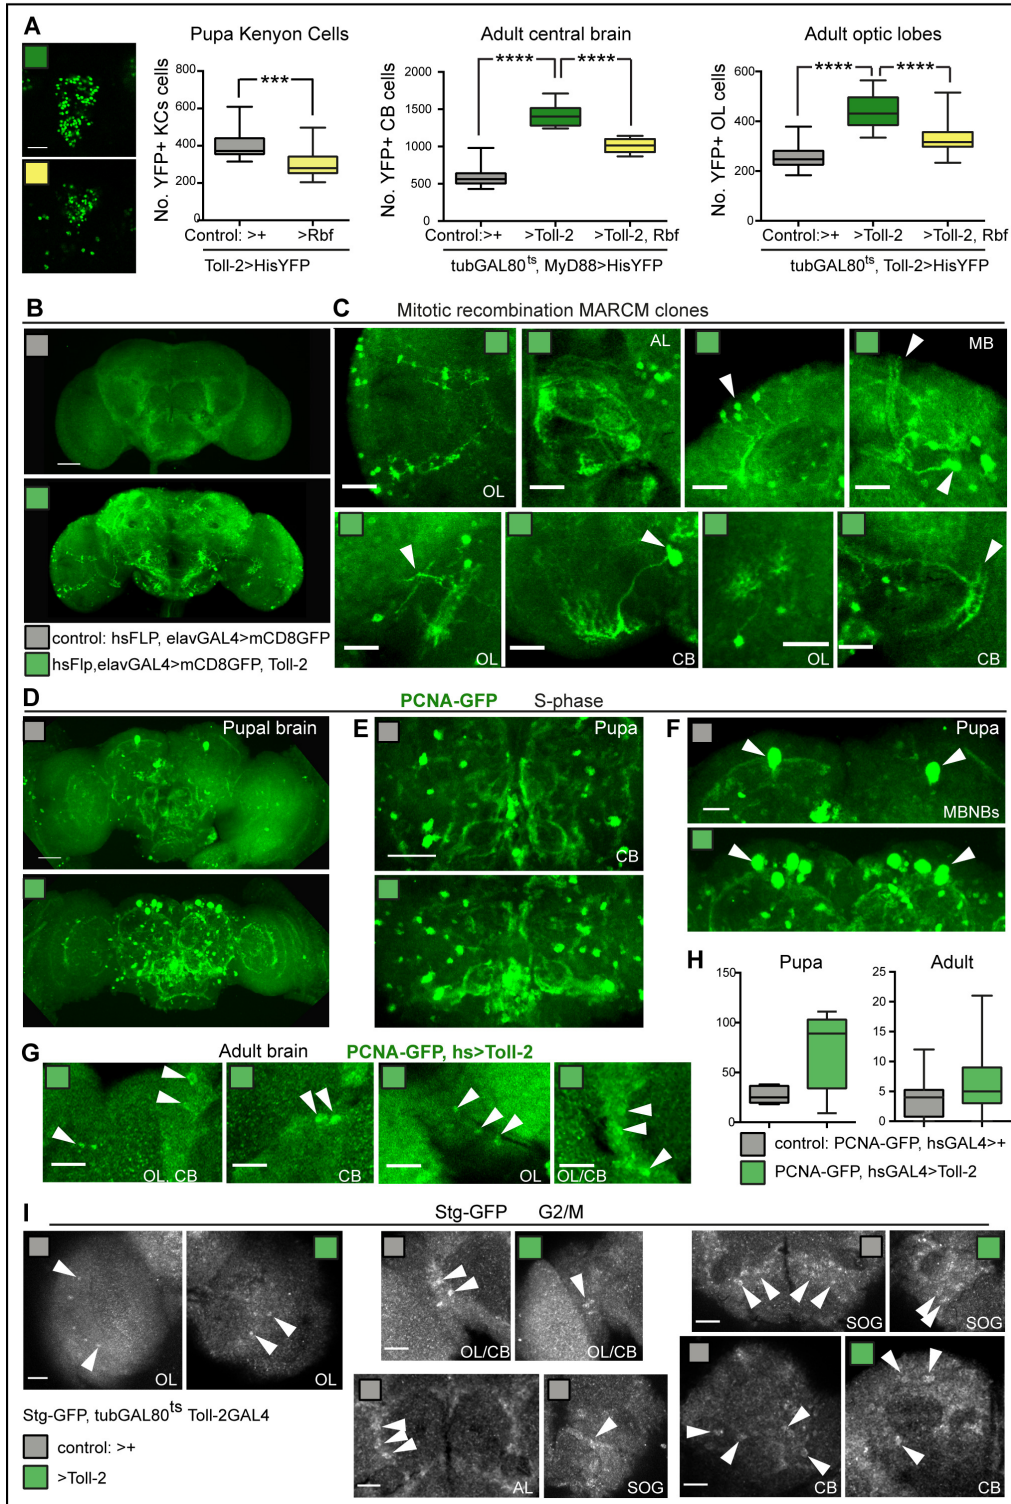 A
Pupa Kenyon Cells
Adult central brain
Adult optic lobes
No. YFP+ KCs cells
800
600
400
200
0
***
Control: >+
>Rbf
Toll-2>HisYFP
No. YFP+ CB cells
2000
1500
1000
500
0
**** ****
Control:>+
>Toll-2
>Toll-2, Rbf
tubGAL80ts, MyD88>HisYFP
No. YFP+ OL cells
600
400
200
0
**** ****
Control:>+
>Toll-2
>Toll-2, Rbf
tubGAL80ts, Toll-2>HisYFP
B
control: hsFLP, elavGAL4>mCD8GFP
hsFlp,elavGAL4>mCD8GFP, Toll-2
C
Mitotic recombination MARCM clones
OL
AL
MB
OL
CB
OL
CB
D
PCNA-GFP S-phase
Pupal brain
E
Pupa
CB
F
Pupa
MBNBs
G
Adult brain PCNA-GFP, hs>Toll-2
OL, CB
CB
OL
OL/CB
H
Pupa
150
100
50
0
Adult
25
20
15
10
5
0
control: PCNA-GFP, hsGAL4>+
PCNA-GFP, hsGAL4>Toll-2
I
Stg-GFP G2/M
OL
OL
OL/CB
OL/CB
SOG
SOG
AL
SOG
CB
CB
Stg-GFP, tubGAL80ts Toll-2GAL4
control: >+
>Toll-2